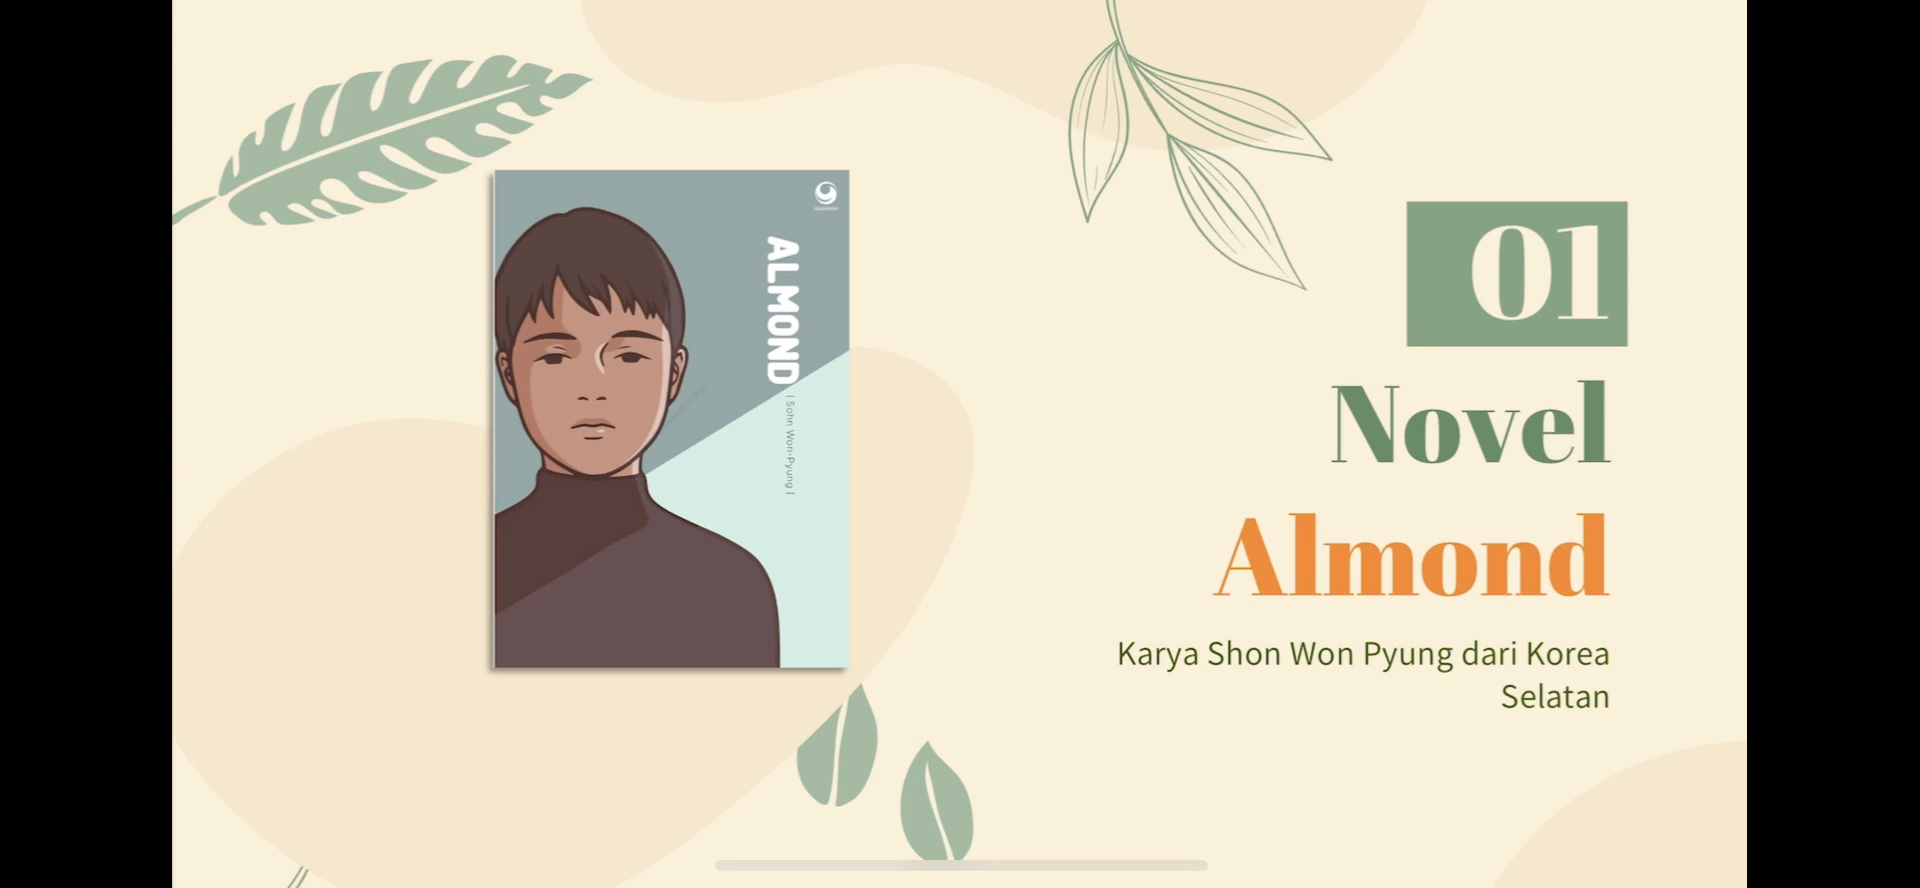 ALMOND
| Sohn Won-Pyung |
01
Novel
Almond
Karya Shon Won Pyung dari Korea
Selatan